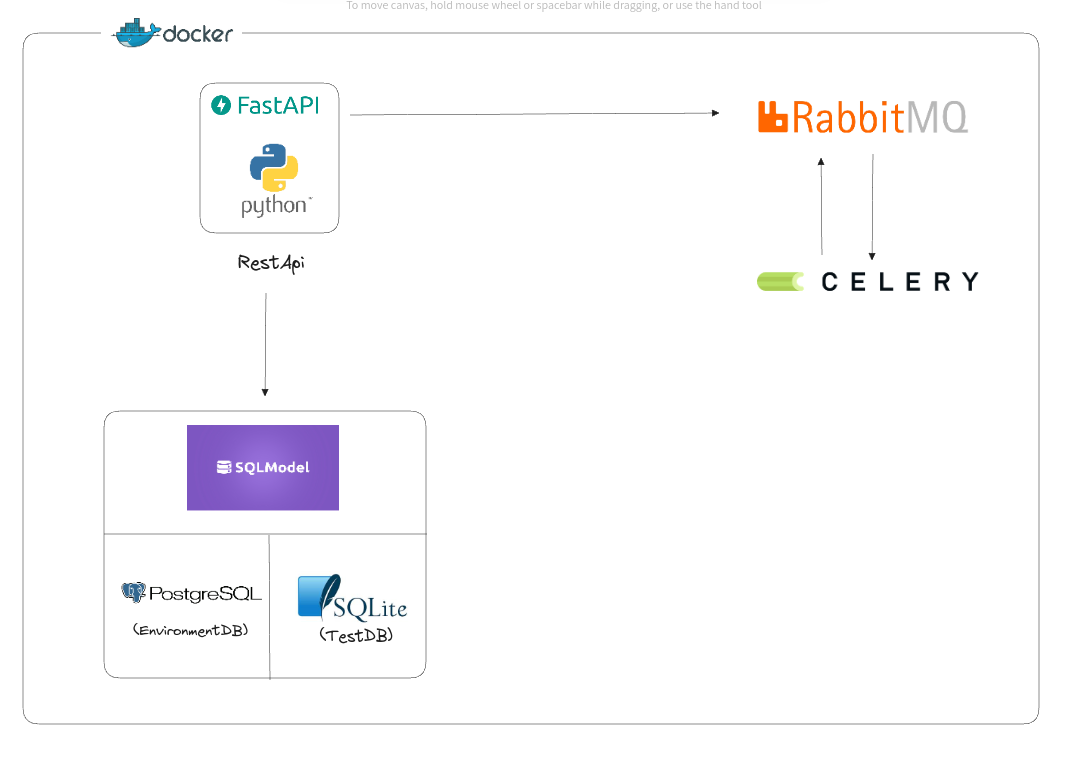 To move canvas, hold mouse wheel or spacebar while dragging, or use the hand tool
docker
FastAPI
python™
RestApi
RabbitMQ
CELERY
SQLModel
PostgreSQL
(EnvironmentDB)
SQLite
(TestDB)